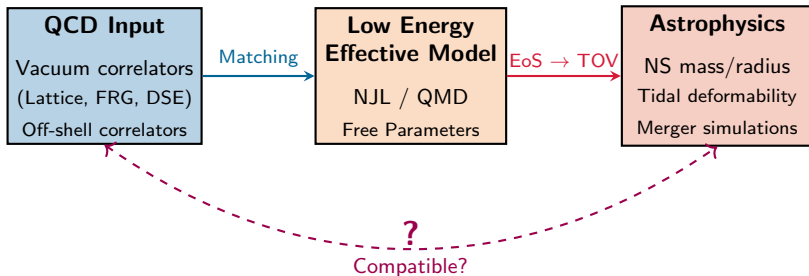 QCD Input
Vacuum correlators
(Lattice, FRG, DSE)
Off-shell correlators
Matching
Low Energy
Effective Model
NJL / QMD
Free Parameters
EoS → TOV
Astrophysics
NS mass/radius
Tidal deformability
Merger simulations
?
Compatible?